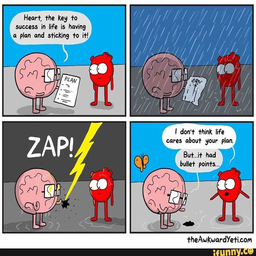 Heart, the key to
success in life is having
a plan and sticking to it!
PLAN
ZAP!
I don't think life
cares about your plan.
But..it had
bullet points...
theAwkwardYeti.com
ifunny.co